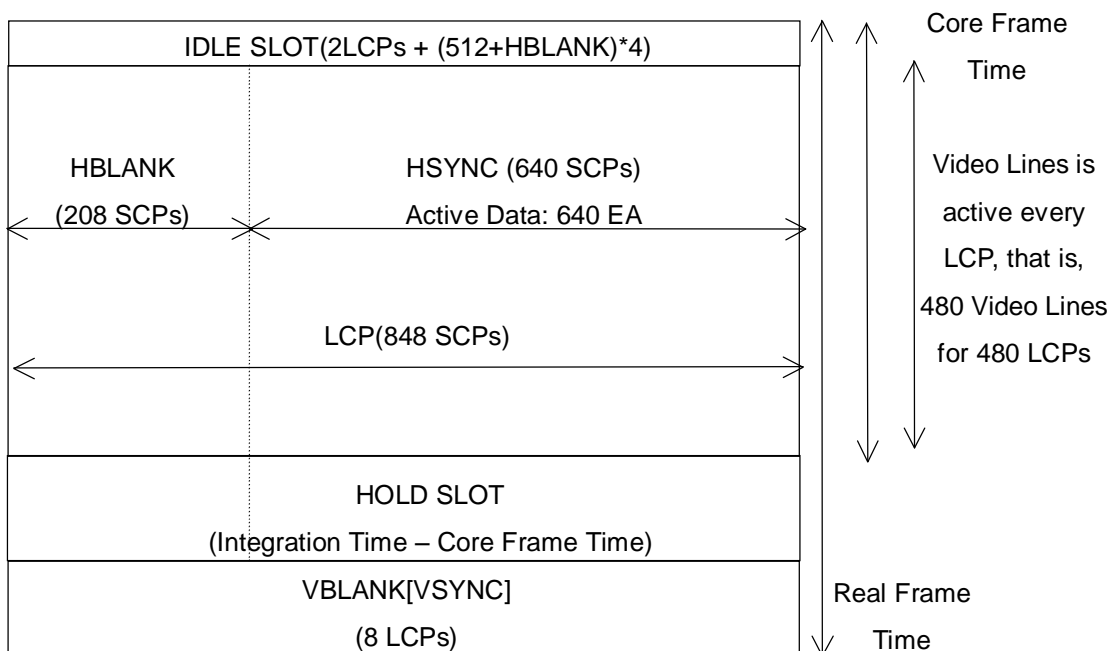 Core Frame
Time
IDLE SLOT(2LCPs + (512+HBLANK)*4)
HBLANK
(208 SCPs)
HSYNC (640 SCPs)
Active Data: 640 EA
Video Lines is
active every
LCP, that is,
480 Video Lines
for 480 LCPs
LCP(848 SCPs)
HOLD SLOT
(Integration Time – Core Frame Time)
VBLANK[VSYNC]
(8 LCPs)
Real Frame
Time